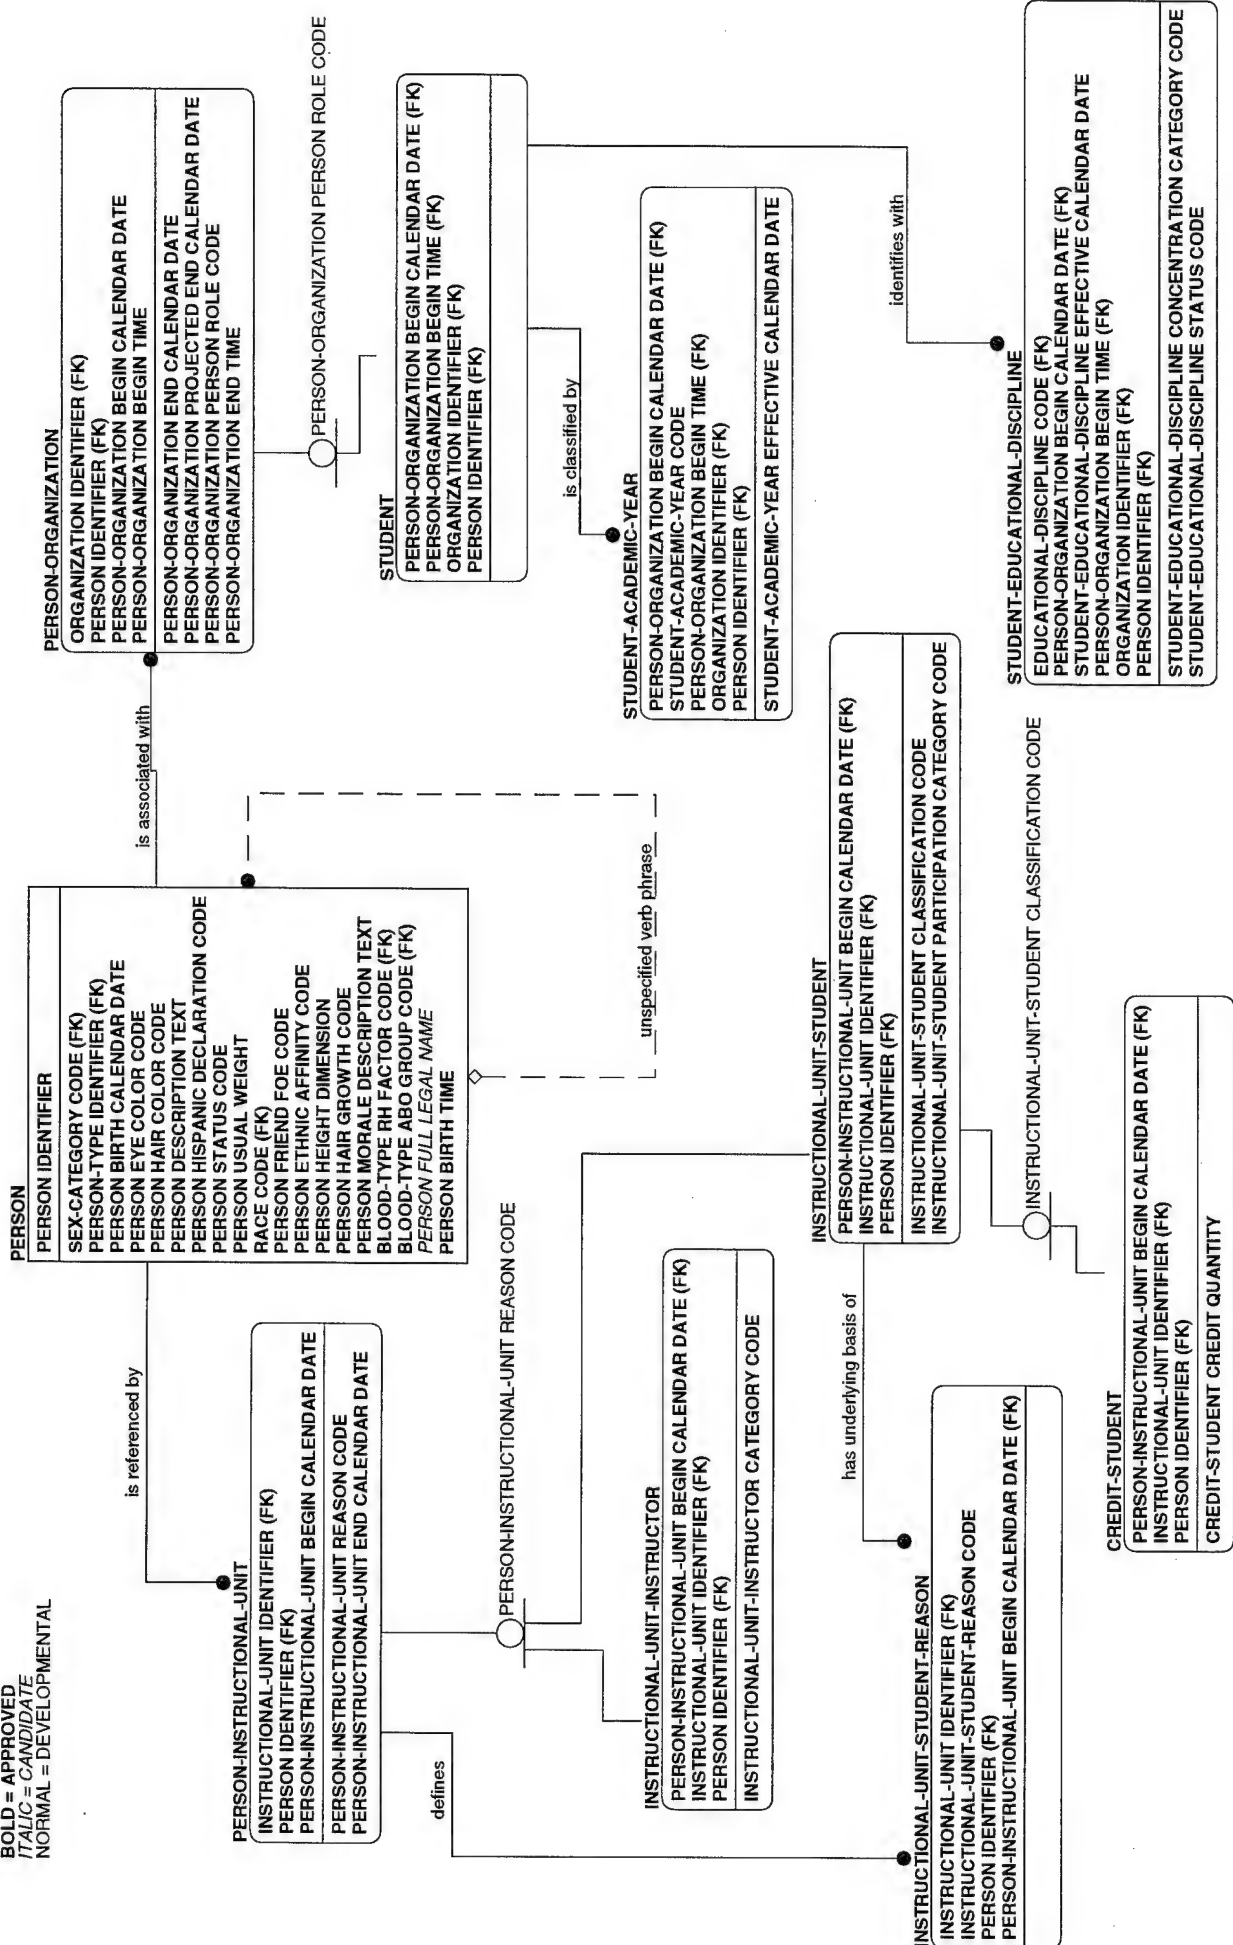 BOLD = APPROVED
ITALIC = CANDIDATE
NORMAL = DEVELOPMENTAL
PERSON
PERSON IDENTIFIER
SEX-CATEGORY CODE (FK)
PERSON-TYPE IDENTIFIER (FK)
PERSON BIRTH CALENDAR DATE
PERSON EYE COLOR CODE
PERSON HAIR COLOR CODE
PERSON DESCRIPTION TEXT
PERSON HISPANIC DECLARATION CODE
PERSON STATUS CODE
PERSON USUAL WEIGHT
RACE CODE (FK)
PERSON FRIEND FOE CODE
PERSON ETHNIC AFFINITY CODE
PERSON HEIGHT DIMENSION
PERSON HAIR GROWTH CODE
PERSON MORALE DESCRIPTION TEXT
BLOOD-TYPE RH FACTOR CODE (FK)
BLOOD-TYPE ABO GROUP CODE (FK)
PERSON FULL LEGAL NAME
PERSON BIRTH TIME
is referenced by
is associated with
unspecified verb phrase
PERSON-ORGANIZATION
ORGANIZATION IDENTIFIER (FK)
PERSON IDENTIFIER (FK)
PERSON-ORGANIZATION BEGIN CALENDAR DATE
PERSON-ORGANIZATION BEGIN TIME
PERSON-ORGANIZATION END CALENDAR DATE
PERSON-ORGANIZATION PROJECTED END CALENDAR DATE
PERSON-ORGANIZATION PERSON ROLE CODE
PERSON-ORGANIZATION END TIME
PERSON-ORGANIZATION PERSON ROLE CODE
STUDENT
PERSON-ORGANIZATION BEGIN CALENDAR DATE (FK)
PERSON-ORGANIZATION BEGIN TIME (FK)
ORGANIZATION IDENTIFIER (FK)
PERSON IDENTIFIER (FK)
is classified by
identifies with
STUDENT-ACADEMIC-YEAR
PERSON-ORGANIZATION BEGIN CALENDAR DATE (FK)
STUDENT-ACADEMIC-YEAR CODE
PERSON-ORGANIZATION BEGIN TIME (FK)
ORGANIZATION IDENTIFIER (FK)
PERSON IDENTIFIER (FK)
STUDENT-ACADEMIC-YEAR EFFECTIVE CALENDAR DATE
STUDENT-EDUCATIONAL-DISCIPLINE
EDUCATIONAL-DISCIPLINE CODE (FK)
PERSON-ORGANIZATION BEGIN CALENDAR DATE (FK)
STUDENT-EDUCATIONAL-DISCIPLINE EFFECTIVE CALENDAR DATE
PERSON-ORGANIZATION BEGIN TIME (FK)
ORGANIZATION IDENTIFIER (FK)
PERSON IDENTIFIER (FK)
STUDENT-EDUCATIONAL-DISCIPLINE CONCENTRATION CATEGORY CODE
STUDENT-EDUCATIONAL-DISCIPLINE STATUS CODE
PERSON-INSTRUCTIONAL-UNIT
INSTRUCTIONAL-UNIT IDENTIFIER (FK)
PERSON IDENTIFIER (FK)
PERSON-INSTRUCTIONAL-UNIT BEGIN CALENDAR DATE
PERSON-INSTRUCTIONAL-UNIT REASON CODE
PERSON-INSTRUCTIONAL-UNIT END CALENDAR DATE
defines
PERSON-INSTRUCTIONAL-UNIT REASON CODE
INSTRUCTIONAL-UNIT-INSTRUCTOR
PERSON-INSTRUCTIONAL-UNIT BEGIN CALENDAR DATE (FK)
INSTRUCTIONAL-UNIT IDENTIFIER (FK)
PERSON IDENTIFIER (FK)
INSTRUCTIONAL-UNIT-INSTRUCTOR CATEGORY CODE
INSTRUCTIONAL-UNIT-STUDENT
PERSON-INSTRUCTIONAL-UNIT BEGIN CALENDAR DATE (FK)
INSTRUCTIONAL-UNIT IDENTIFIER (FK)
PERSON IDENTIFIER (FK)
INSTRUCTIONAL-UNIT-STUDENT CLASSIFICATION CODE
INSTRUCTIONAL-UNIT-STUDENT PARTICIPATION CATEGORY CODE
has underlying basis of
INSTRUCTIONAL-UNIT-STUDENT CLASSIFICATION CODE
INSTRUCTIONAL-UNIT-STUDENT-REASON
INSTRUCTIONAL-UNIT IDENTIFIER (FK)
INSTRUCTIONAL-UNIT-STUDENT-REASON CODE
PERSON IDENTIFIER (FK)
PERSON-INSTRUCTIONAL-UNIT BEGIN CALENDAR DATE (FK)
CREDIT-STUDENT
PERSON-INSTRUCTIONAL-UNIT BEGIN CALENDAR DATE (FK)
INSTRUCTIONAL-UNIT IDENTIFIER (FK)
PERSON IDENTIFIER (FK)
CREDIT-STUDENT CREDIT QUANTITY